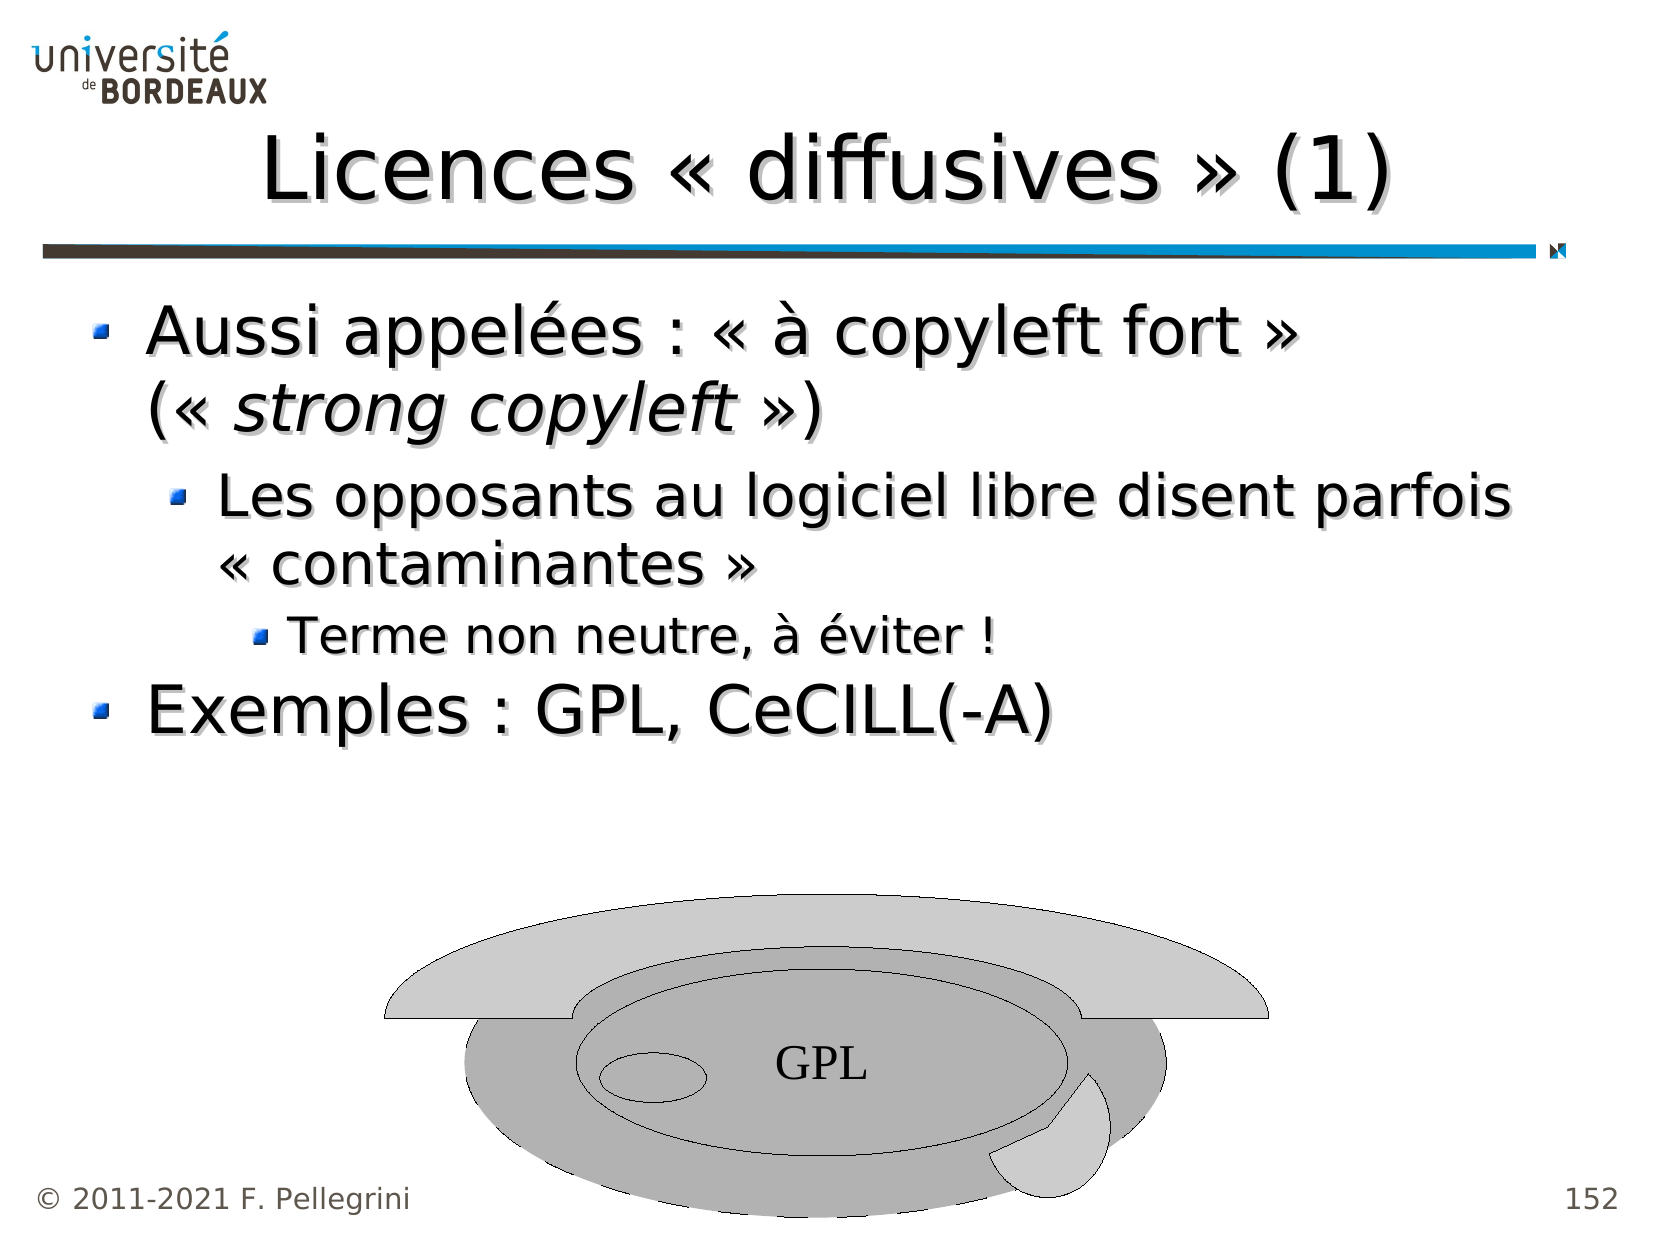 université
de BORDEAUX
Licences « diffusives » (1)
Aussi appelées : « à copyleft fort »
(« strong copyleft »)
Les opposants au logiciel libre disent parfois
« contaminantes »
Terme non neutre, à éviter !
Exemples : GPL, CeCILL(-A)
GPL
© 2011-2021 F. Pellegrini
152